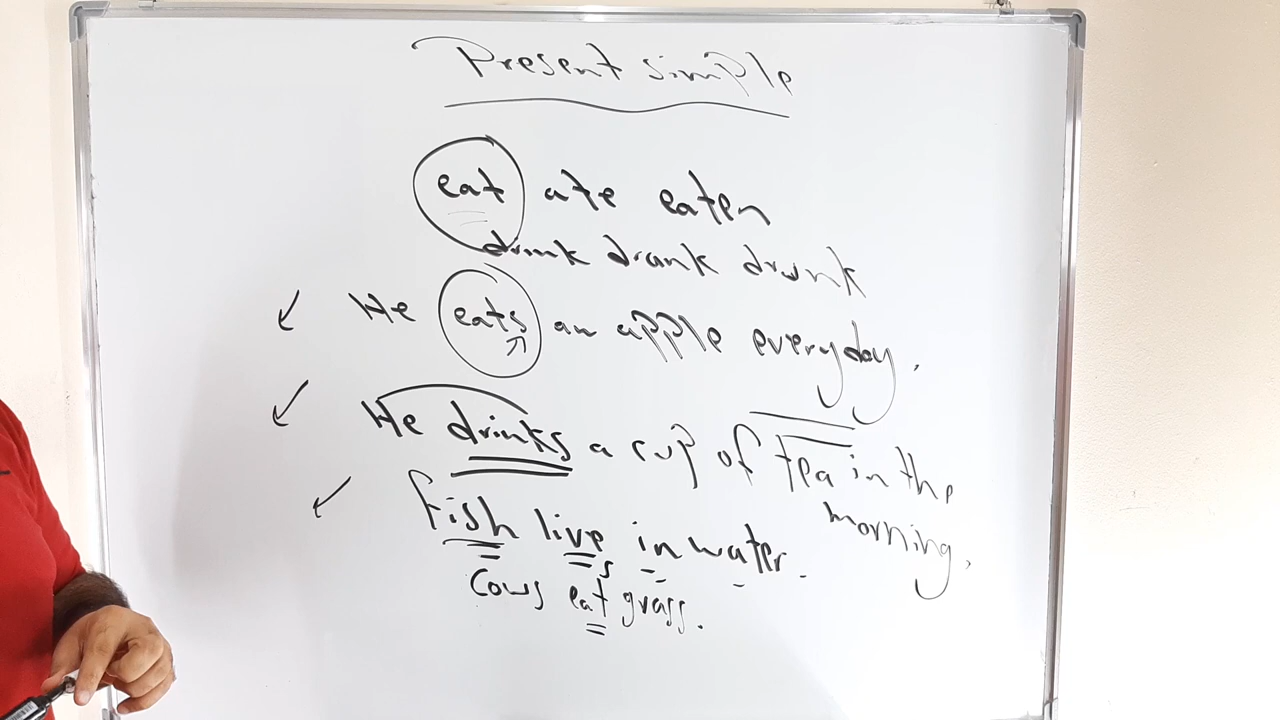 Present simple
eat ate eaten
drink drank drunk
He eats an apple everyday.
He drinks a cup of tea in the
morning.
fish live in water.
Cows eat grass.